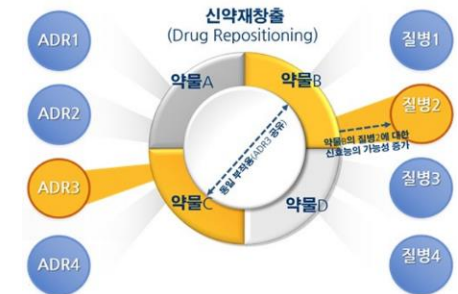 신약재창출
(Drug Repositioning)
ADR1
ADR2
ADR3
ADR4
약물A
약물B
약물C
약물D
동일 부작용(ADR3 공유)
약물B의 질병2에 대한
신효능의 가능성 증가
질병1
질병2
질병3
질병4